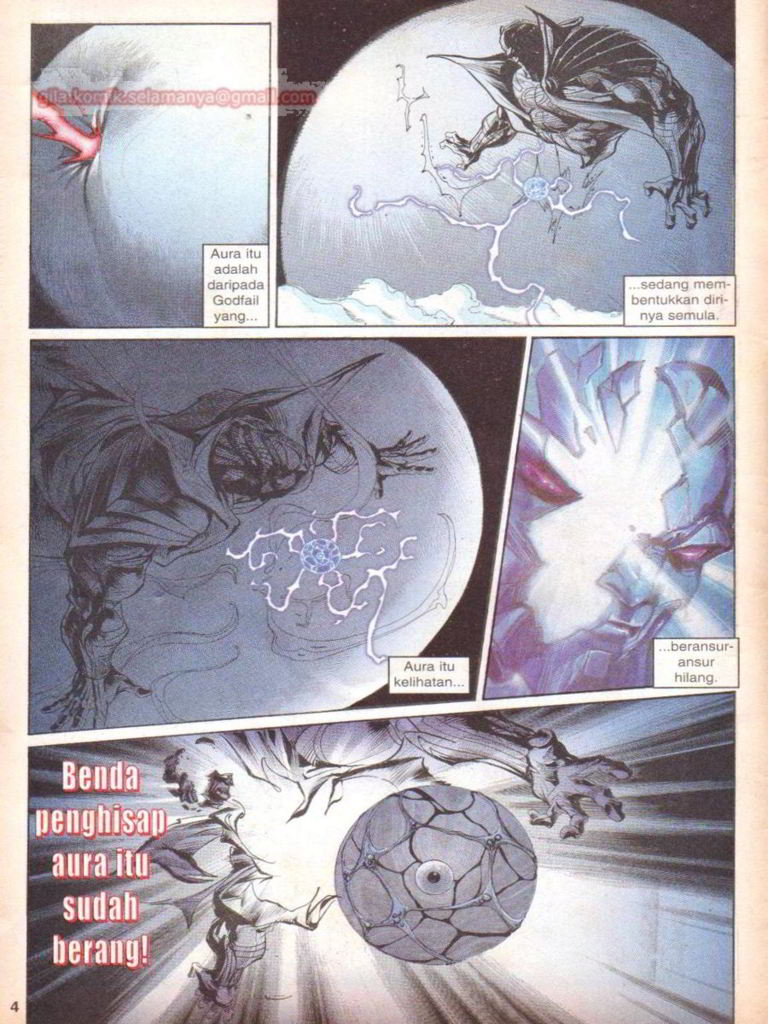 gila.komik.selamanya@gmail.com
Aura itu
adalah
daripada
Godfail
yang...
...sedang mem-
bentukkan diri-
nya semula.
Aura itu
kelihatan...
...beransur-
ansur
hilang.
Benda
penghisap
aura itu
sudah
berang!
4